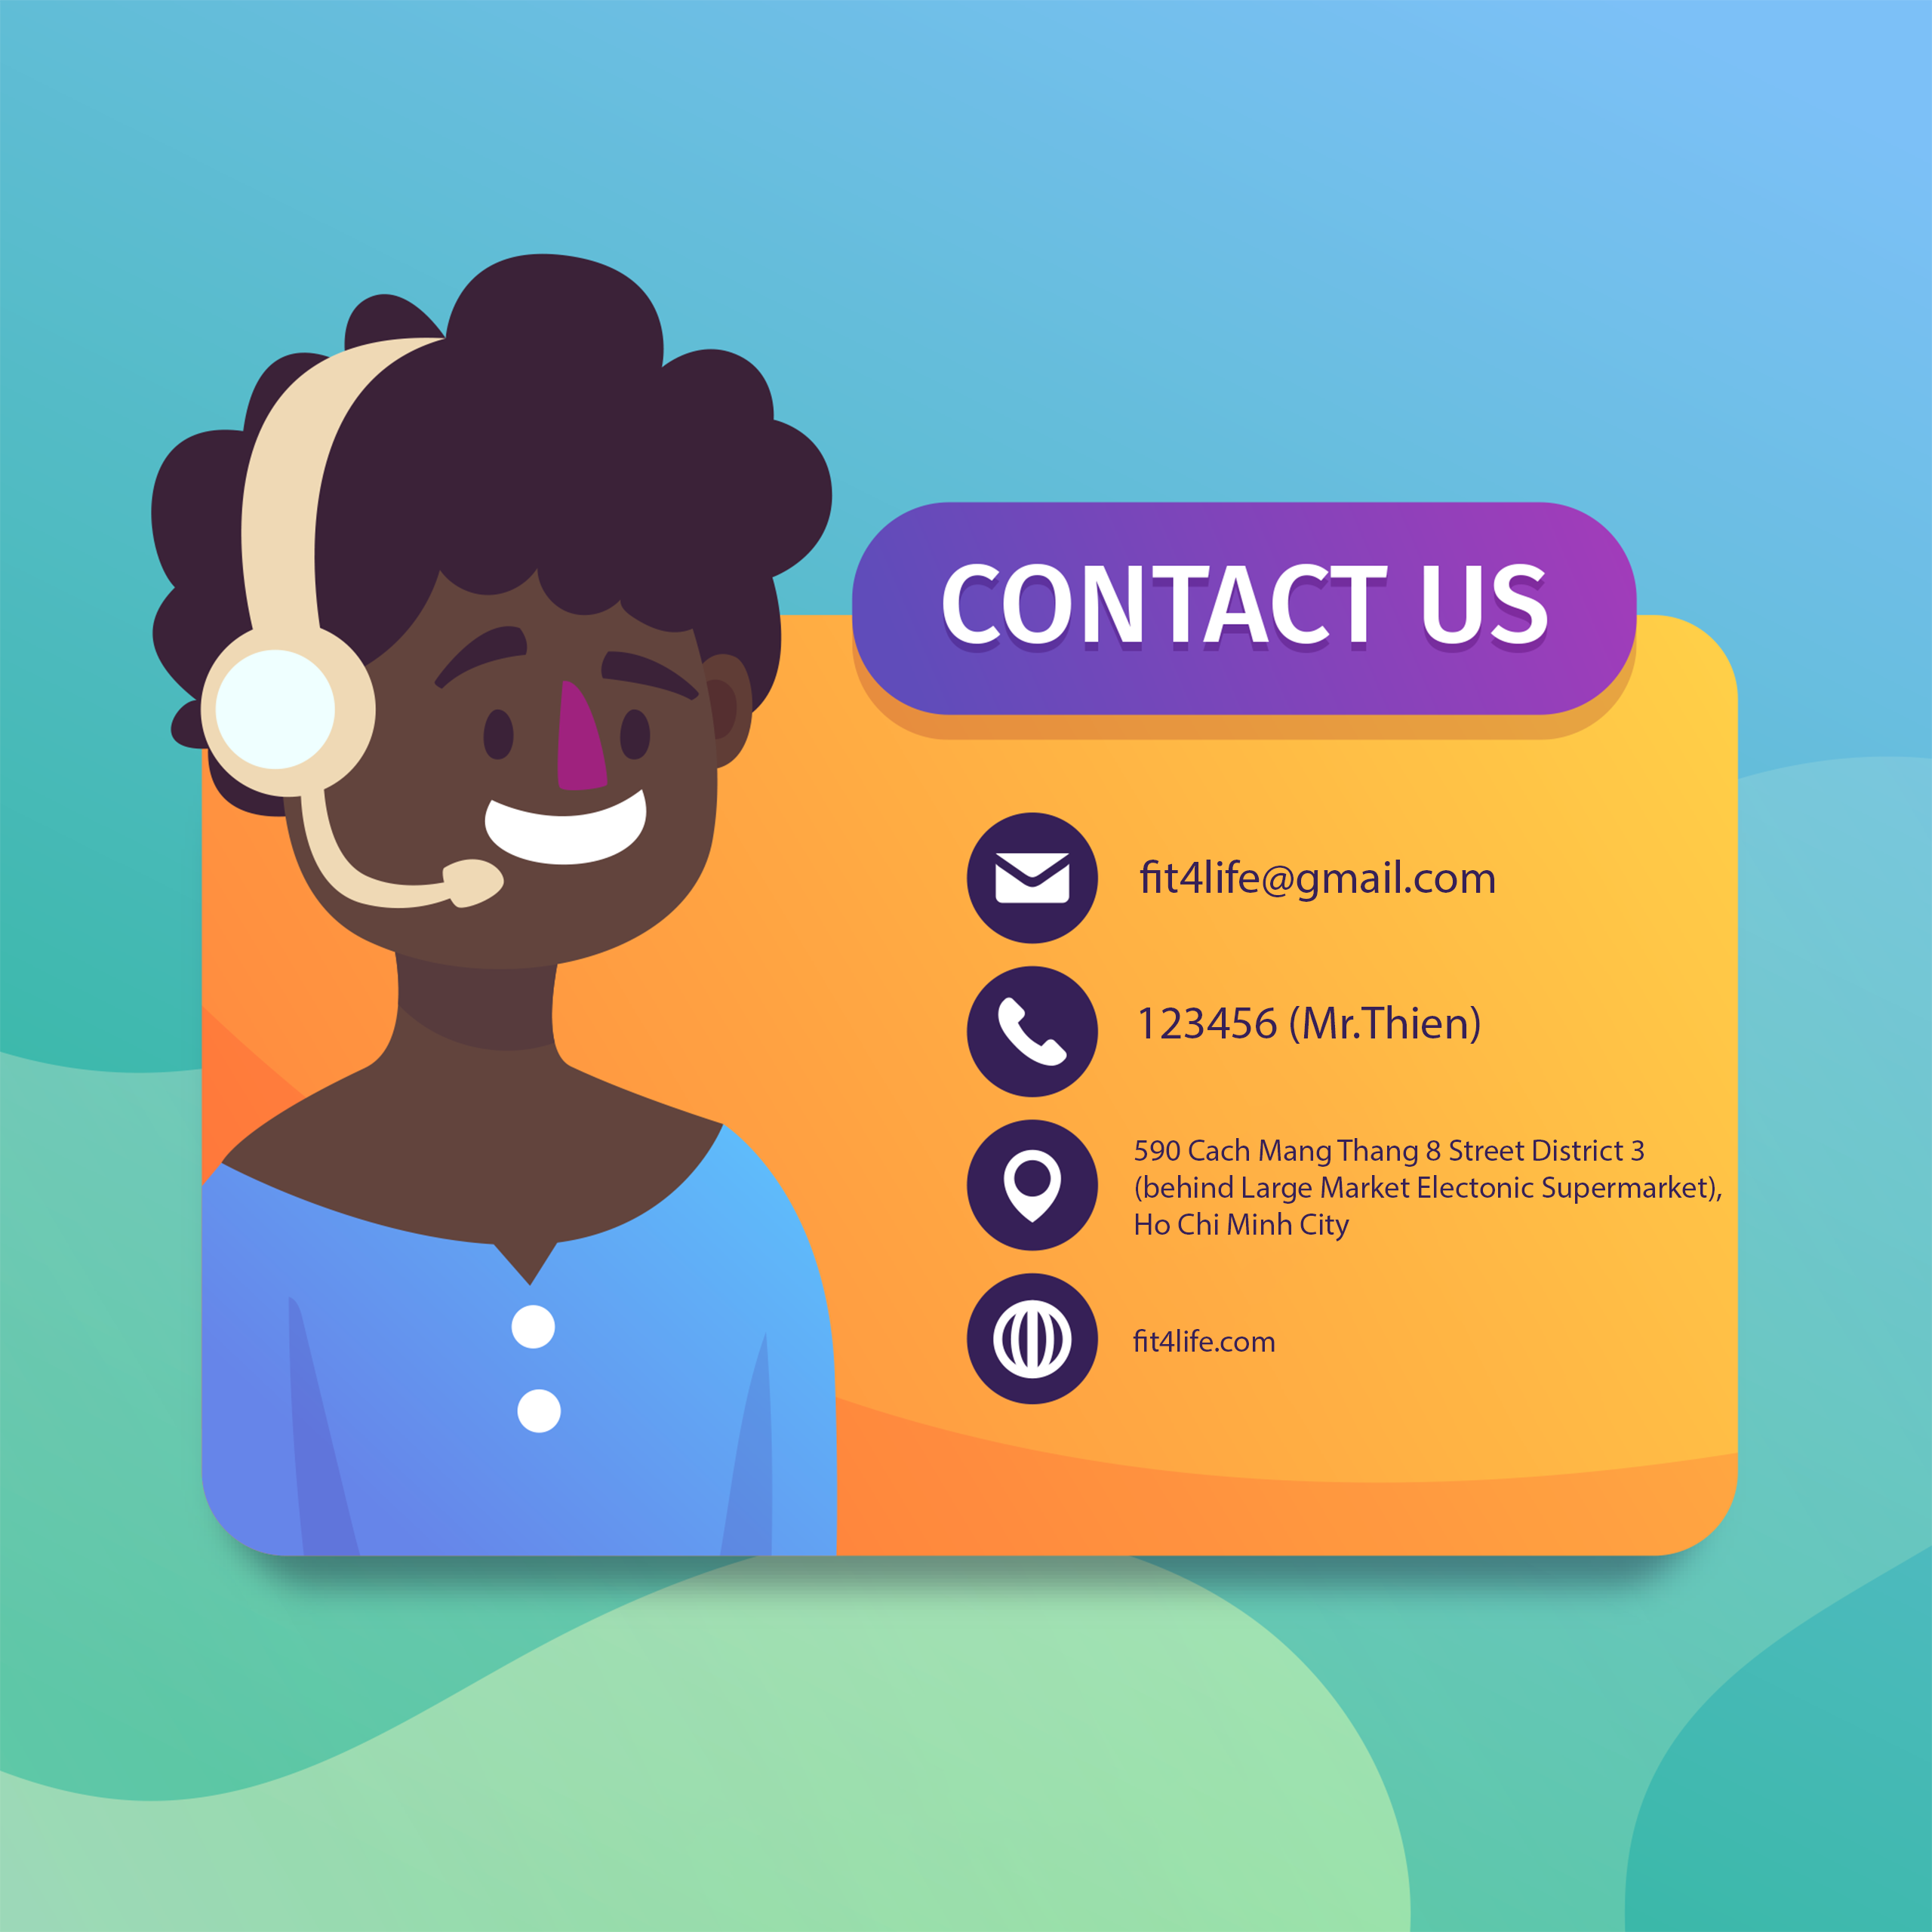 CONTACT US
fit4life@gmail.com
123456 (Mr.Thien)
590 Cach Mang Thang 8 Street District 3
(behind Large Market Electonic Supermarket),
Ho Chi Minh City
fit4life.com